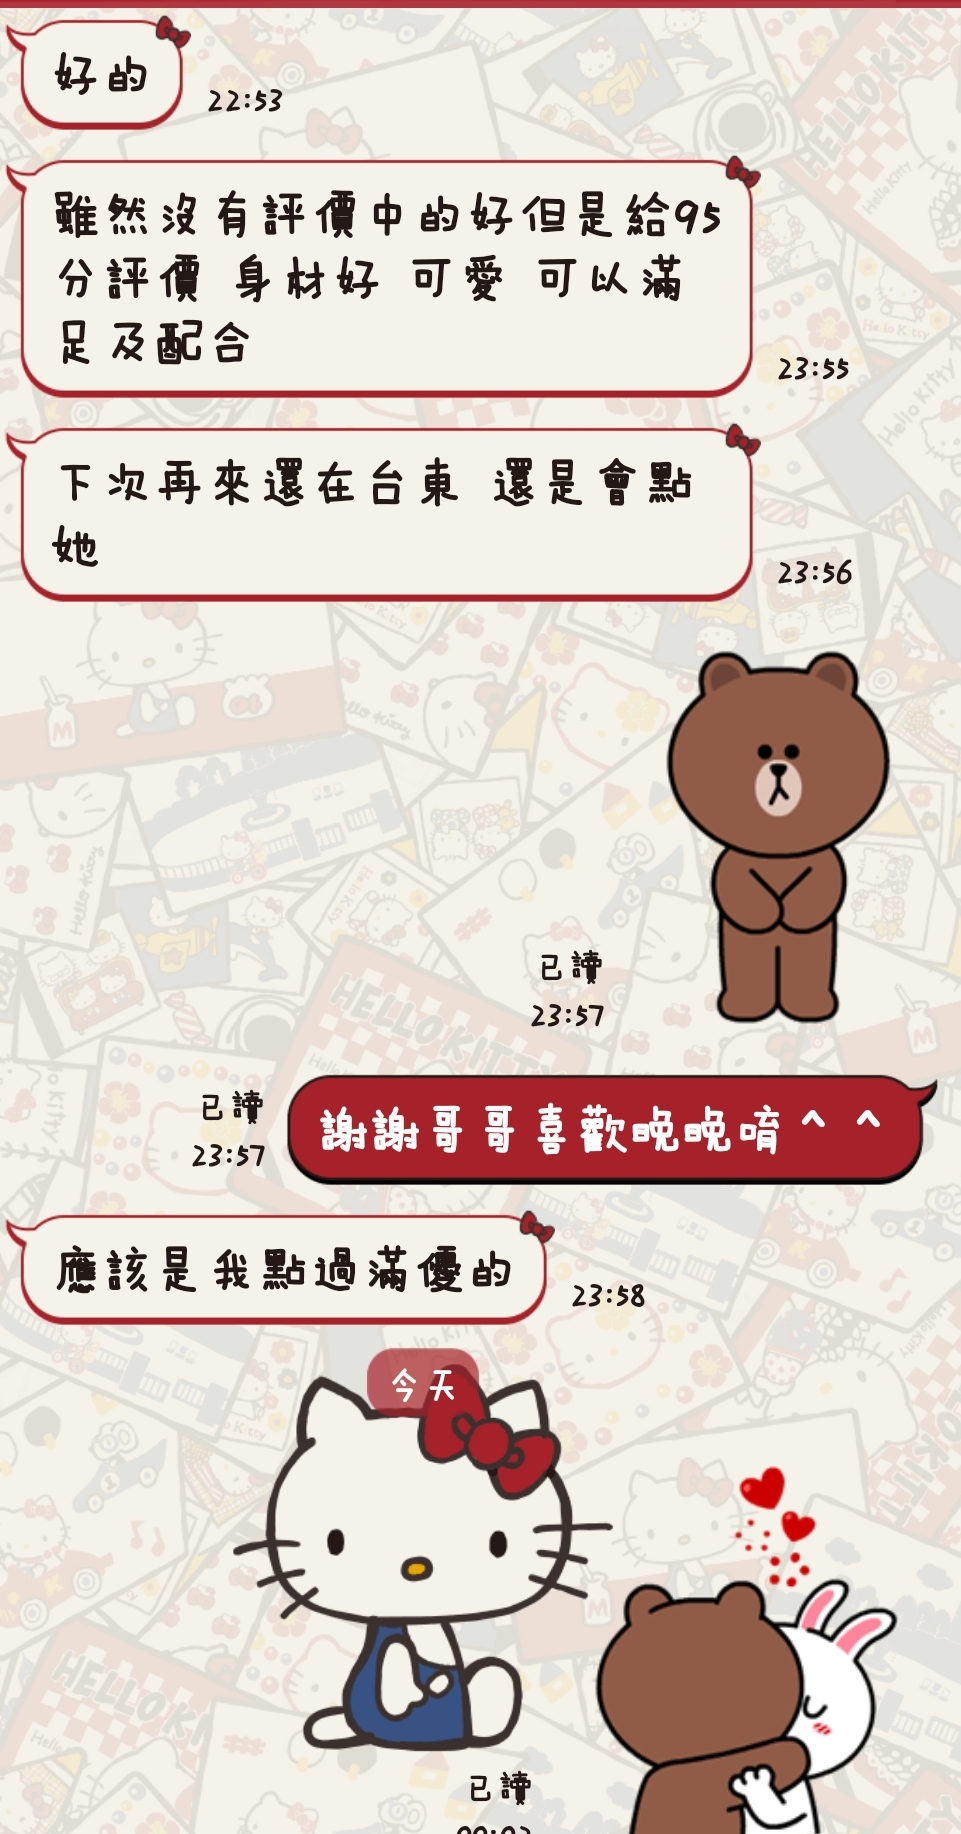 好的
22:53
雖然沒有評價中的好但是給95
分評價 身材好 可愛 可以滿
足及配合
23:55
下次再來還在台東 還是會點
她
23:56
已讀
23:57
已讀
23:57
謝謝哥哥喜歡晚晚唷^ ^
應該是我點過滿優的
23:58
今天
已讀